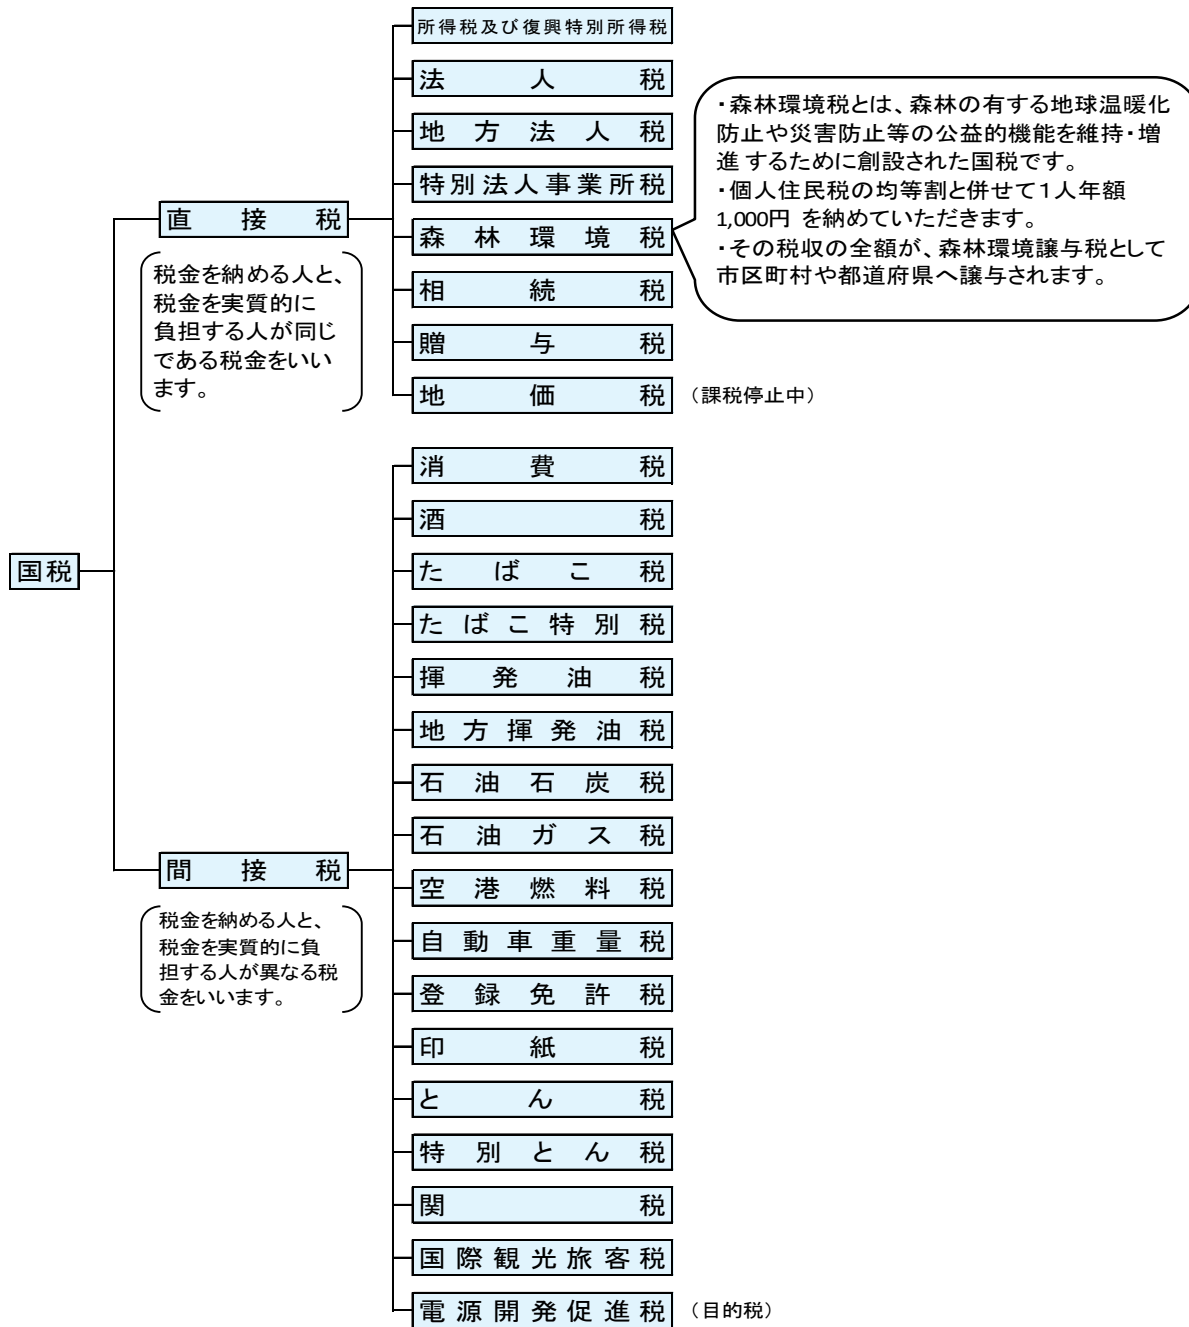 国税
直接税
税金を納める人と、
税金を実質的に
負担する人が同じ
である税金をいい
ます。
所得税及び復興特別所得税
法人税
地方法人税
特別法人事業所税
森林環境税
・森林環境税とは、森林の有する地球温暖化
防止や災害防止等の公益的機能を維持・増
進するために創設された国税です。
・個人住民税の均等割と併せて1人年額
1,000円 を納めていただきます。
・その税収の全額が、森林環境譲与税として
市区町村や都道府県へ譲与されます。
相続税
贈与税
地価税 (課税停止中)
間接税
税金を納める人と、
税金を実質的に負
担する人が異なる税
金をいいます。
消費税
酒税
たばこ税
たばこ特別税
揮発油税
地方揮発油税
石油石炭税
石油ガス税
空港燃料税
自動車重量税
登録免許税
印紙税
とん税
特別とん税
関税
国際観光旅客税
電源開発促進税 (目的税)